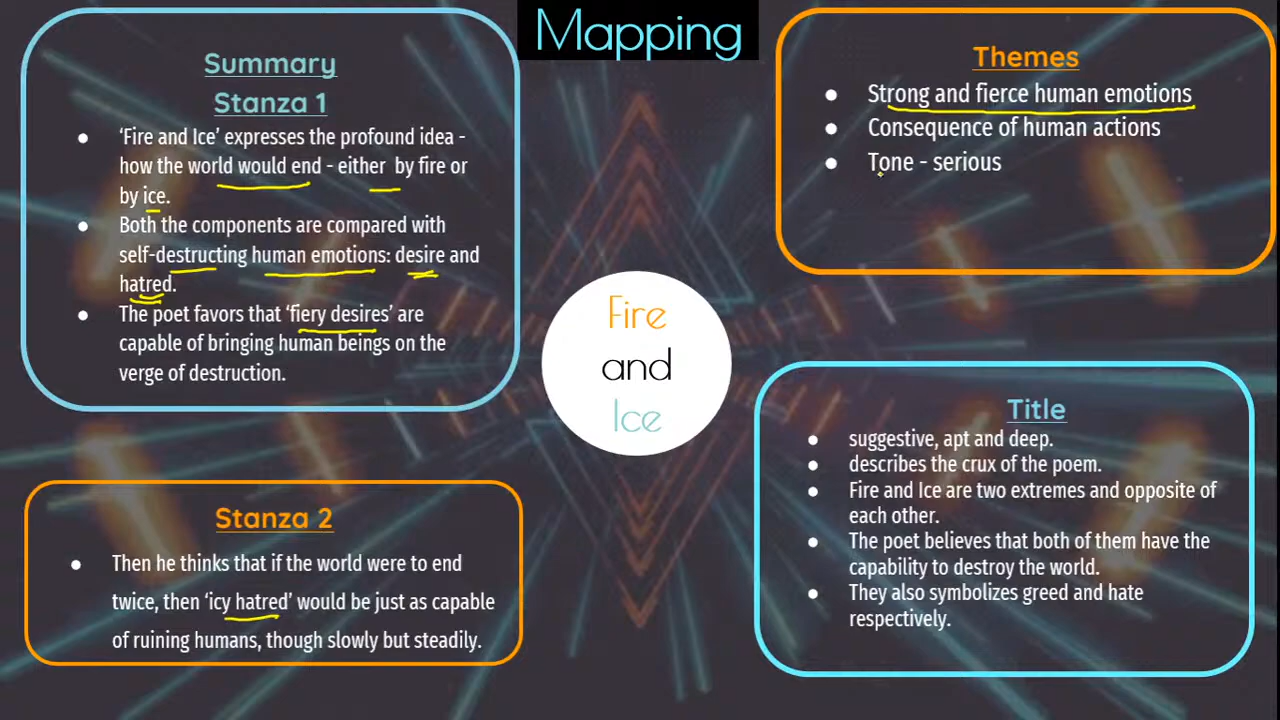 Mapping
Summary
Stanza 1
● ‘Fire and Ice’ expresses the profound idea -
how the world would end - either by fire or
by ice.
● Both the components are compared with
self-destructing human emotions: desire and
hatred.
● The poet favors that ‘fiery desires’ are
capable of bringing human beings on the
verge of destruction.
Stanza 2
● Then he thinks that if the world were to end
twice, then ‘icy hatred’ would be just as capable
of ruining humans, though slowly but steadily.
Fire
and
Ice
Themes
● Strong and fierce human emotions
● Consequence of human actions
● Tone - serious
Title
● suggestive, apt and deep.
● describes the crux of the poem.
● Fire and Ice are two extremes and opposite of
each other.
● The poet believes that both of them have the
capability to destroy the world.
● They also symbolizes greed and hate
respectively.